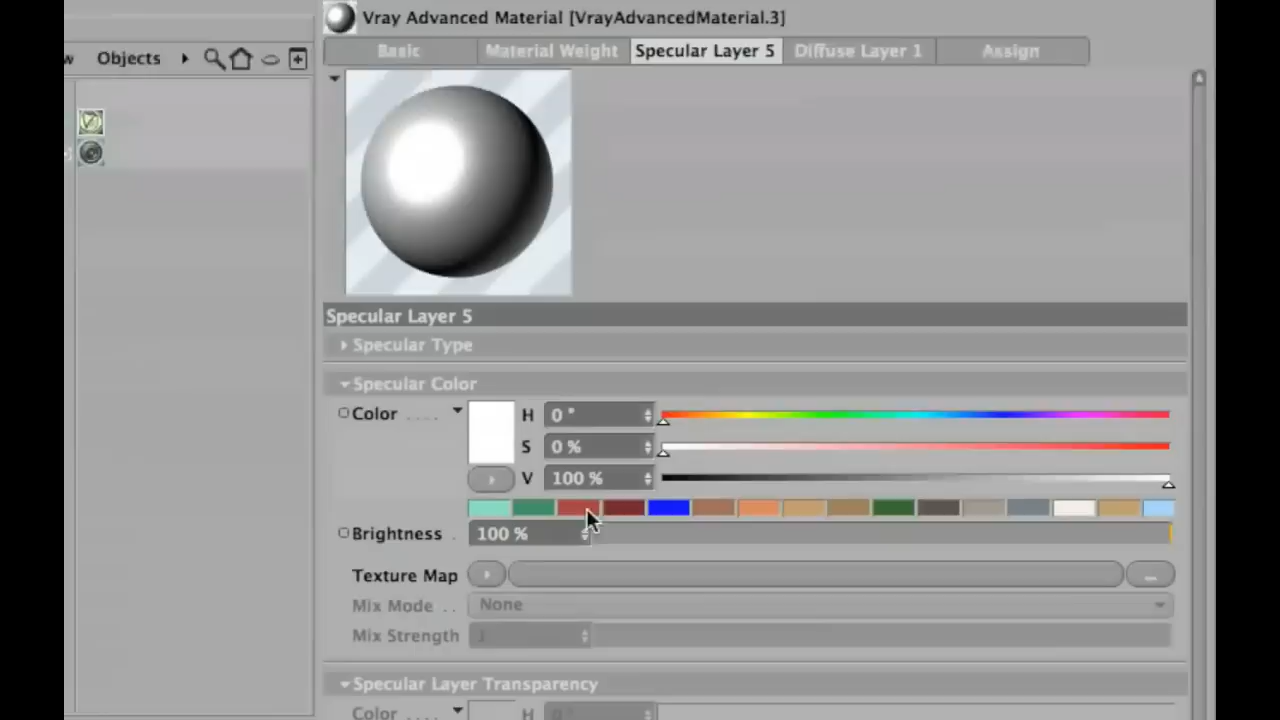 Vray Advanced Material [VrayAdvancedMaterial.3]
w Objects
Basic Material Weight Specular Layer 5 Diffuse Layer 1 Assign
Specular Layer 5
Specular Type
Specular Color
Color . . . . H 0 °
S 0 %
V 100 %
Brightness . 100 %
Texture Map ...
Mix Mode . . None
Mix Strength 1
Specular Layer Transparency
Color . . . . H 0 °